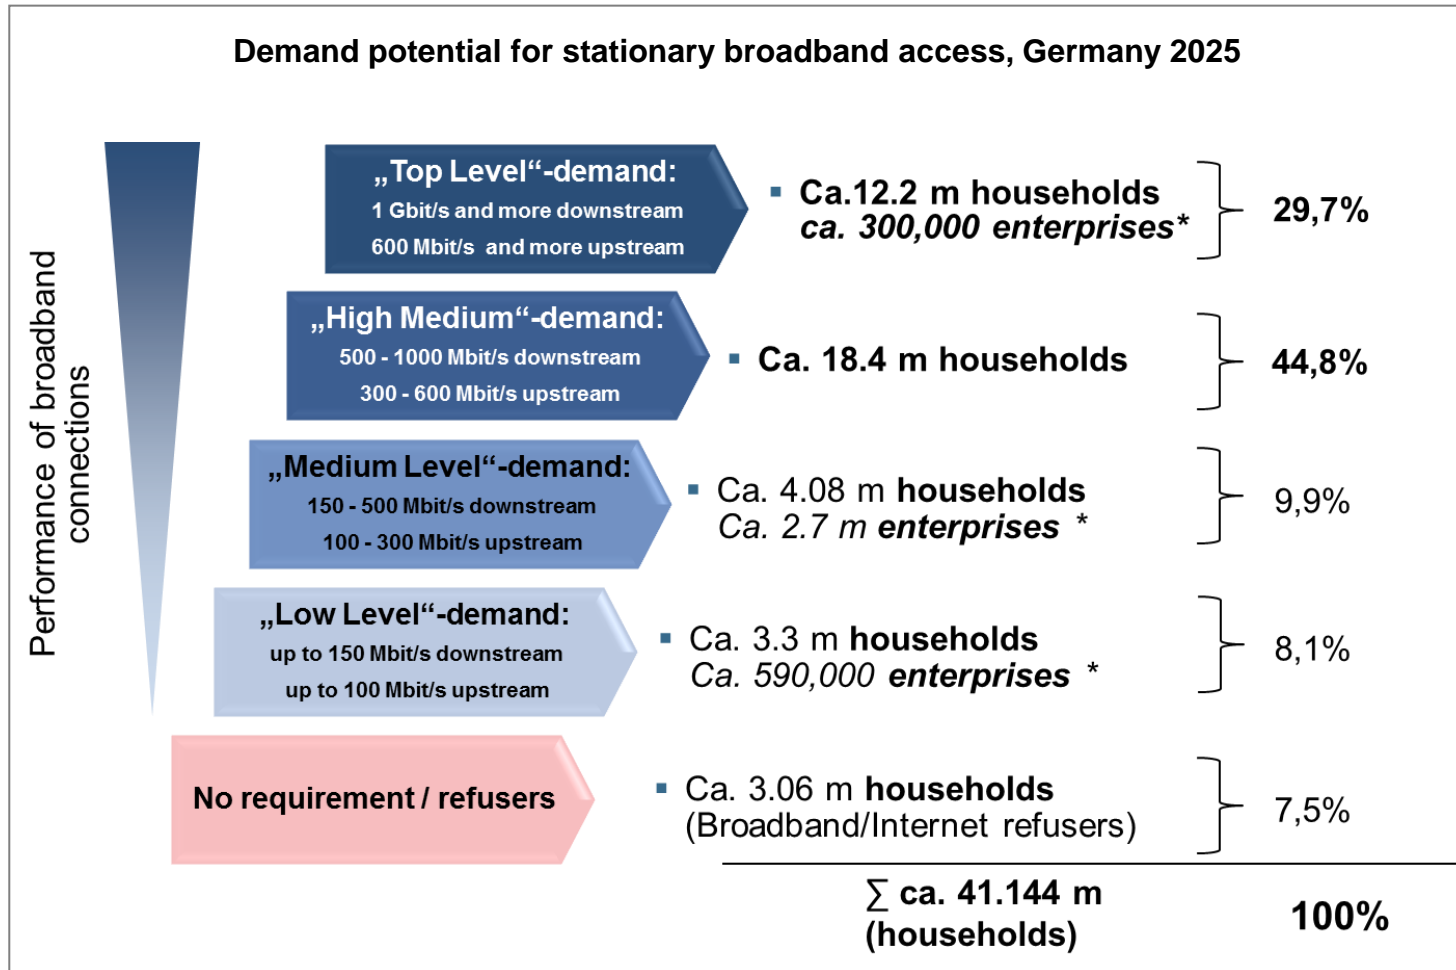 Demand potential for stationary broadband access, Germany 2025
Performance of broadband
connections
„Top Level“-demand:
1 Gbit/s and more downstream
600 Mbit/s and more upstream
▪ Ca.12.2 m households
ca. 300,000 enterprises*
29,7%
„High Medium“-demand:
500 - 1000 Mbit/s downstream
300 - 600 Mbit/s upstream
▪ Ca. 18.4 m households
44,8%
„Medium Level“-demand:
150 - 500 Mbit/s downstream
100 - 300 Mbit/s upstream
▪ Ca. 4.08 m households
Ca. 2.7 m enterprises *
9,9%
„Low Level“-demand:
up to 150 Mbit/s downstream
up to 100 Mbit/s upstream
▪ Ca. 3.3 m households
Ca. 590,000 enterprises *
8,1%
No requirement / refusers
▪ Ca. 3.06 m households
(Broadband/Internet refusers)
7,5%
∑ ca. 41.144 m
(households)
100%